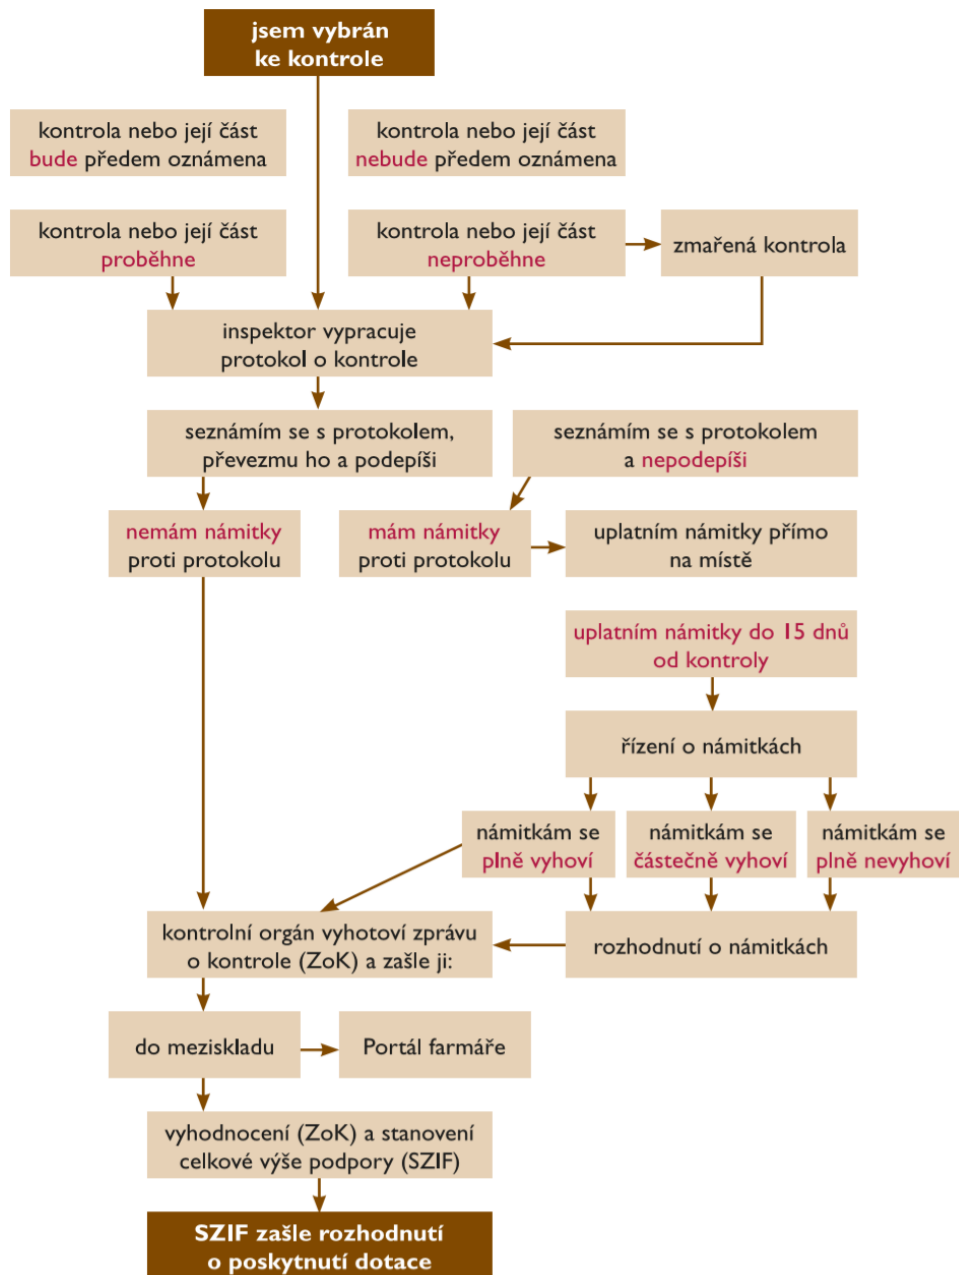 jsem vybrán
ke kontrole
kontrola nebo její část
bude předem oznámena
kontrola nebo její část
nebude předem oznámena
kontrola nebo její část
proběhne
kontrola nebo její část
neproběhne
zmařená kontrola
inspektor vypracuje
protokol o kontrole
seznámím se s protokolem,
převezmu ho a podepíši
seznámím se s protokolem
a nepodepíši
nemám námitky
proti protokolu
mám námitky
proti protokolu
uplatním námitky přímo
na místě
uplatním námitky do 15 dnů
od kontroly
řízení o námitkách
námitkám se
plně vyhoví
námitkám se
částečně vyhoví
námitkám se
plně nevyhoví
kontrolní orgán vyhotoví zprávu
o kontrole (ZoK) a zašle ji:
rozhodnutí o námitkách
do meziskladu
Portál farmáře
vyhodnocení (ZoK) a stanovení
celkové výše podpory (SZIF)
SZIF zašle rozhodnutí
o poskytnutí dotace